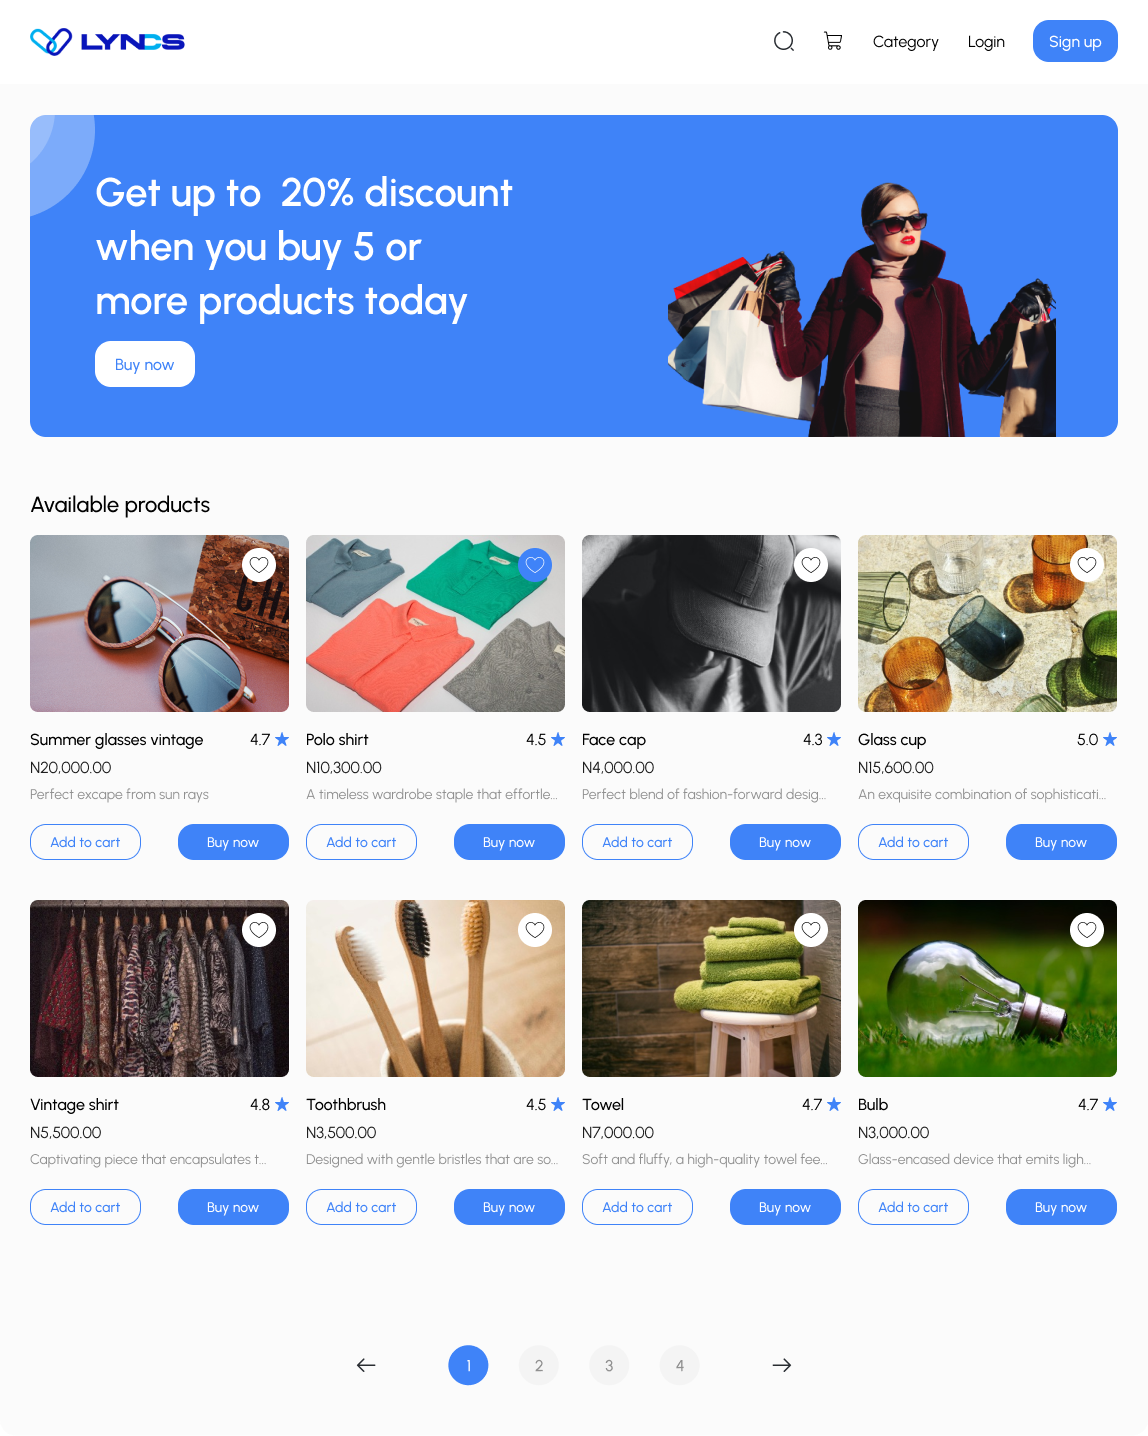 LYNDS
Category
Login
Sign up
Get up to 20% discount
when you buy 5 or
more products today
Buy now
Available products
Summer glasses vintage 4.7
N20,000.00
Perfect excape from sun rays
Add to cart
Buy now
Polo shirt 4.5
N10,300.00
A timeless wardrobe staple that effortle...
Add to cart
Buy now
Face cap 4.3
N4,000.00
Perfect blend of fashion-forward desig...
Add to cart
Buy now
Glass cup 5.0
N15,600.00
An exquisite combination of sophisticati...
Add to cart
Buy now
Vintage shirt 4.8
N5,500.00
Captivating piece that encapsulates t...
Add to cart
Buy now
Toothbrush 4.5
N3,500.00
Designed with gentle bristles that are so...
Add to cart
Buy now
Towel 4.7
N7,000.00
Soft and fluffy, a high-quality towel fee...
Add to cart
Buy now
Bulb 4.7
N3,000.00
Glass-encased device that emits ligh...
Add to cart
Buy now
1 2 3 4